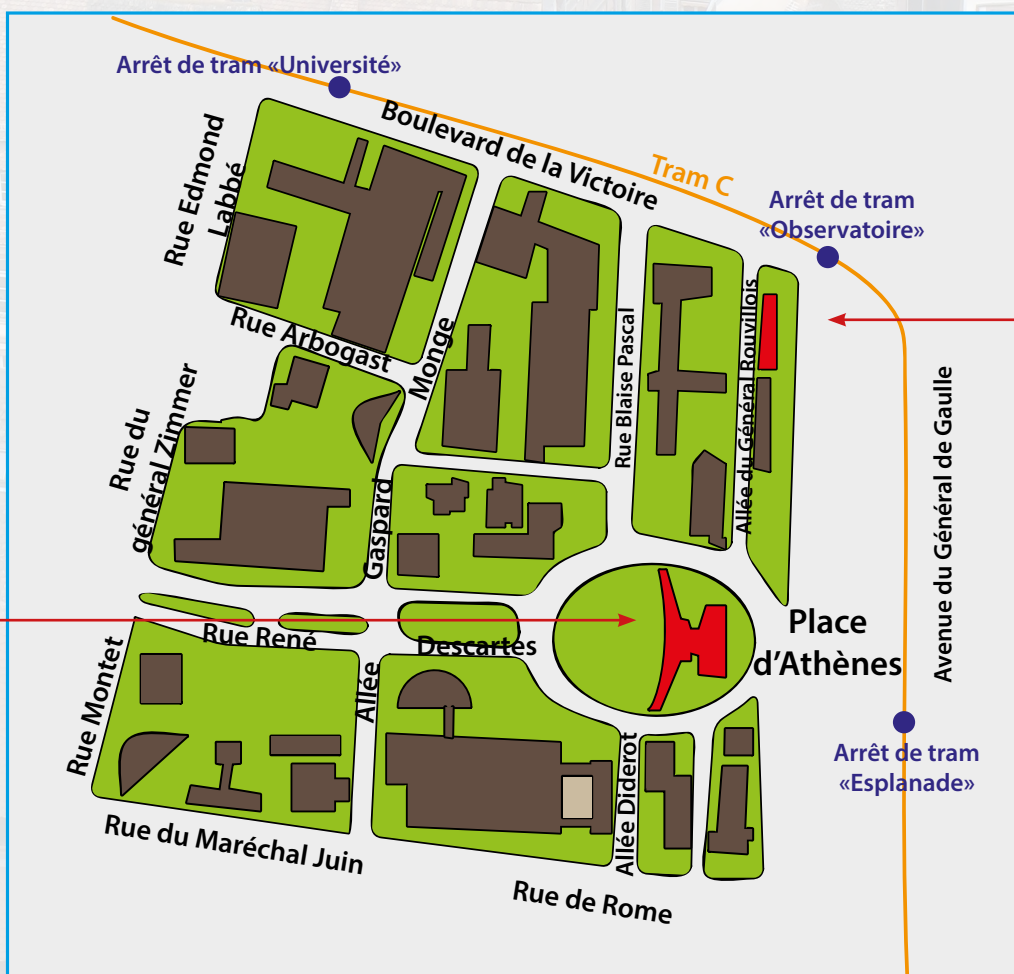 Arrêt de tram «Université»
Boulevard de la Victoire
Tram C
Arrêt de tram
«Observatoire»
Rue Edmond
Labbé
Rue Arbogast
Monge
Rue Blaise Pascal
Allée du Général Rouvillois
Rue du
général Zimmer
Gaspard
Avenue du Général de Gaulle
Rue René
Descartes
Place
d'Athènes
Rue Montet
Allée
Arrêt de tram
«Esplanade»
Allée Diderot
Rue du Maréchal Juin
Rue de Rome